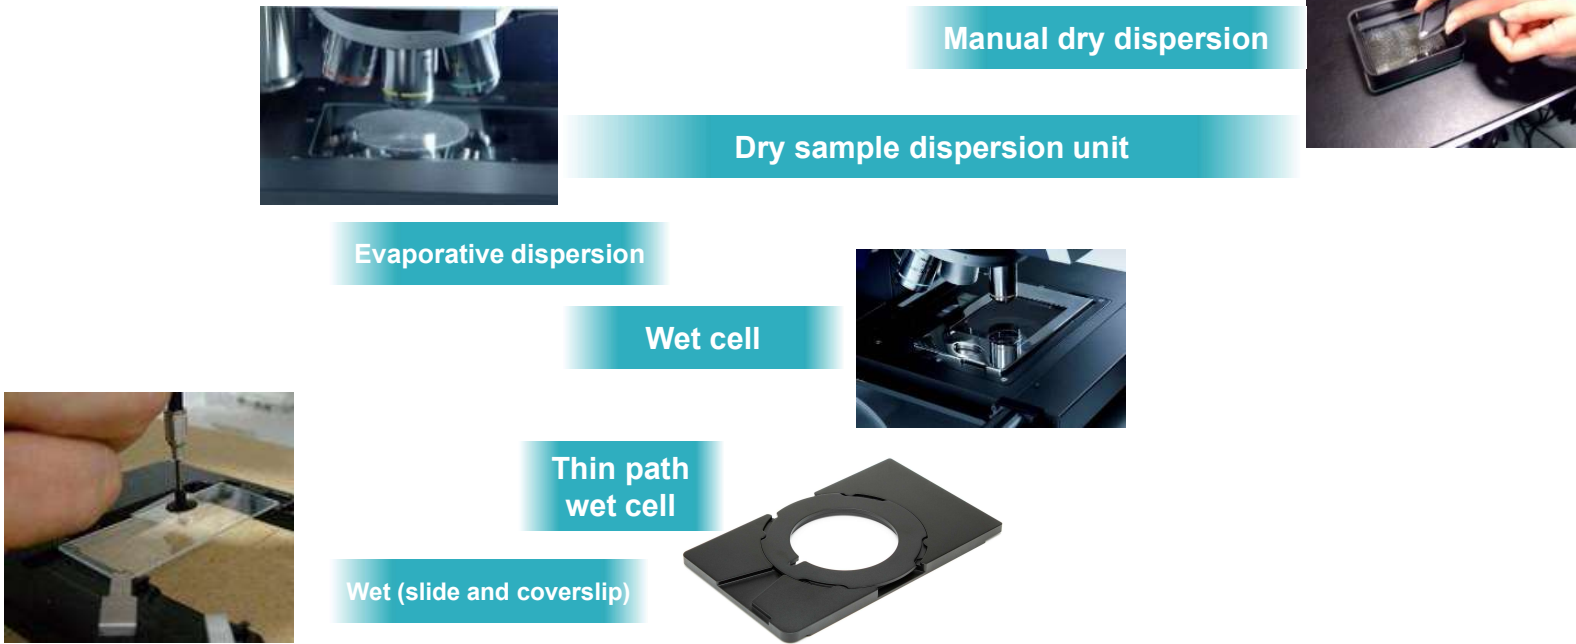 Manual dry dispersion
Dry sample dispersion unit
Evaporative dispersion
Wet cell
Thin path
wet cell
Wet (slide and coverslip)